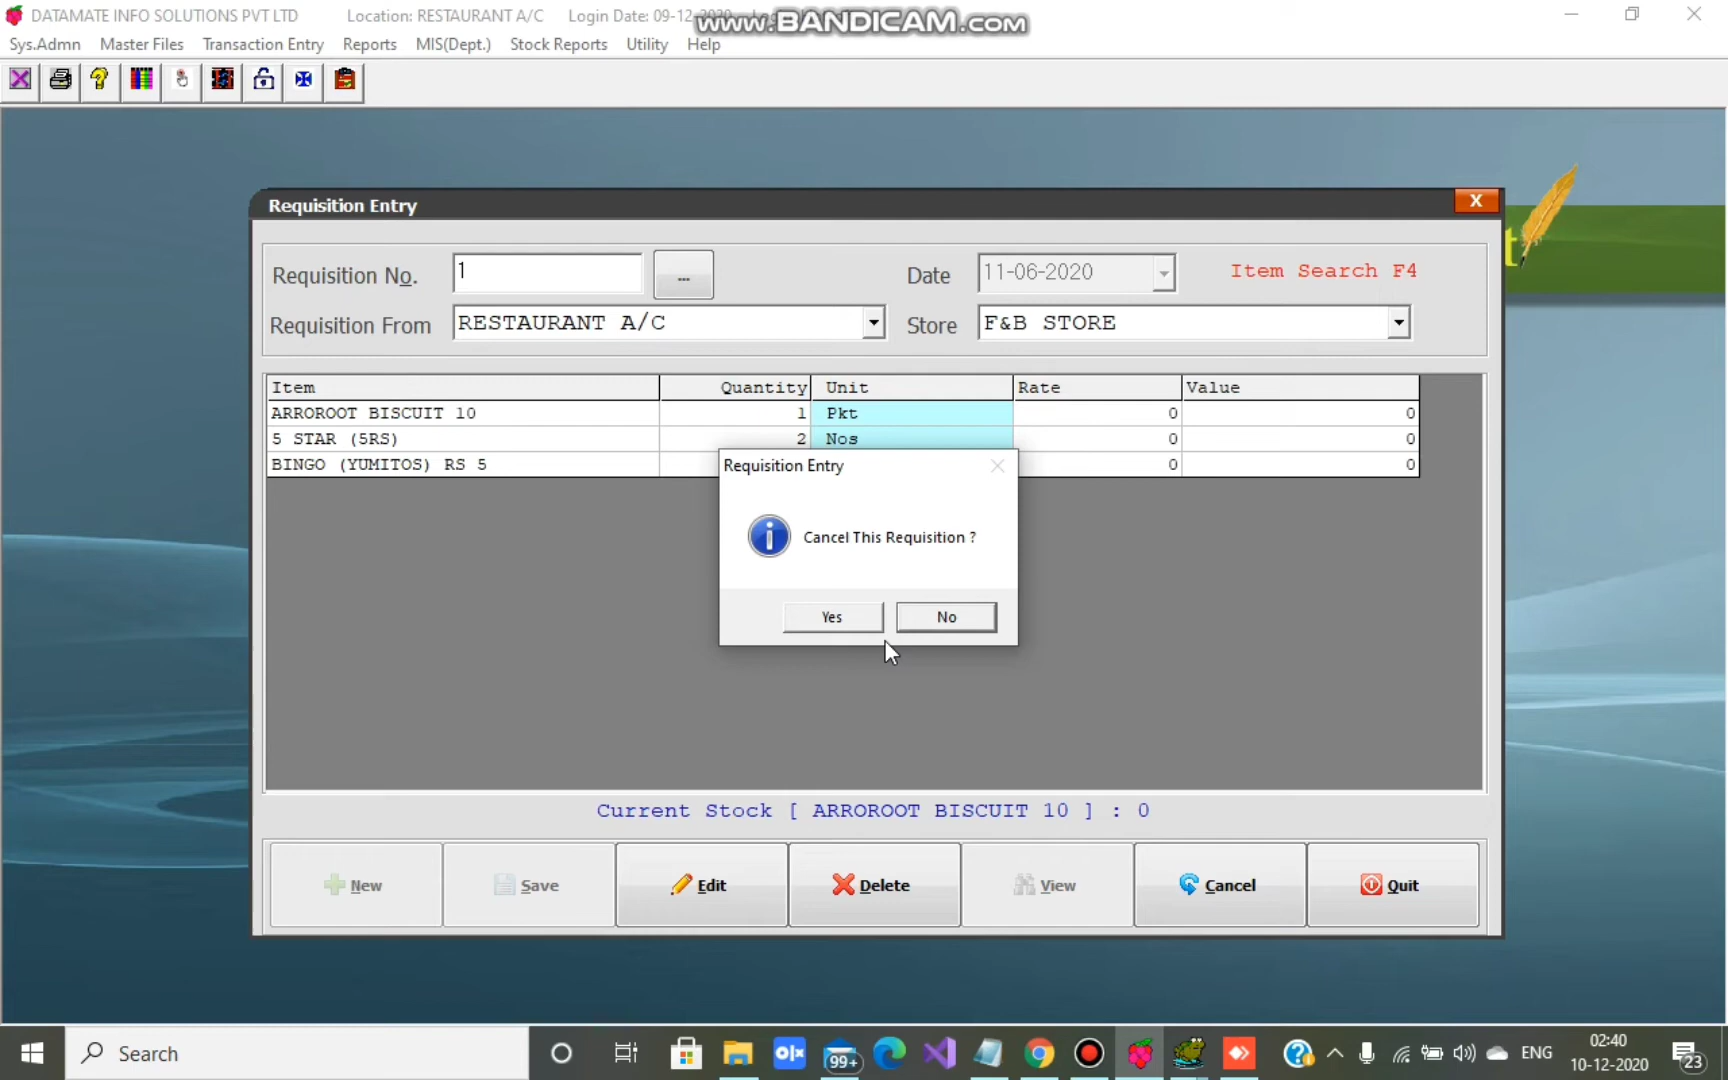 DATAMATE INFO SOLUTIONS PVT LTD Location: RESTAURANT A/C Login Date: 09-12-2020
www.BANDICAM.com
Sys.Admn Master Files Transaction Entry Reports MIS(Dept.) Stock Reports Utility Help
Requisition Entry X
Requisition No. 1 ... Date 11-06-2020 Item Search F4
Requisition From RESTAURANT A/C Store F&B STORE
Item Quantity Unit Rate Value
ARROROOT BISCUIT 10 1 Pkt 0 0
5 STAR (5RS) 2 Nos 0 0
BINGO (YUMITOS) RS 5 0 0
Requisition Entry
Cancel This Requisition ?
Yes No
Current Stock [ ARROROOT BISCUIT 10 ] : 0
New Save Edit Delete View Cancel Quit
Search
olx 99+ ENG 02:40
10-12-2020 23